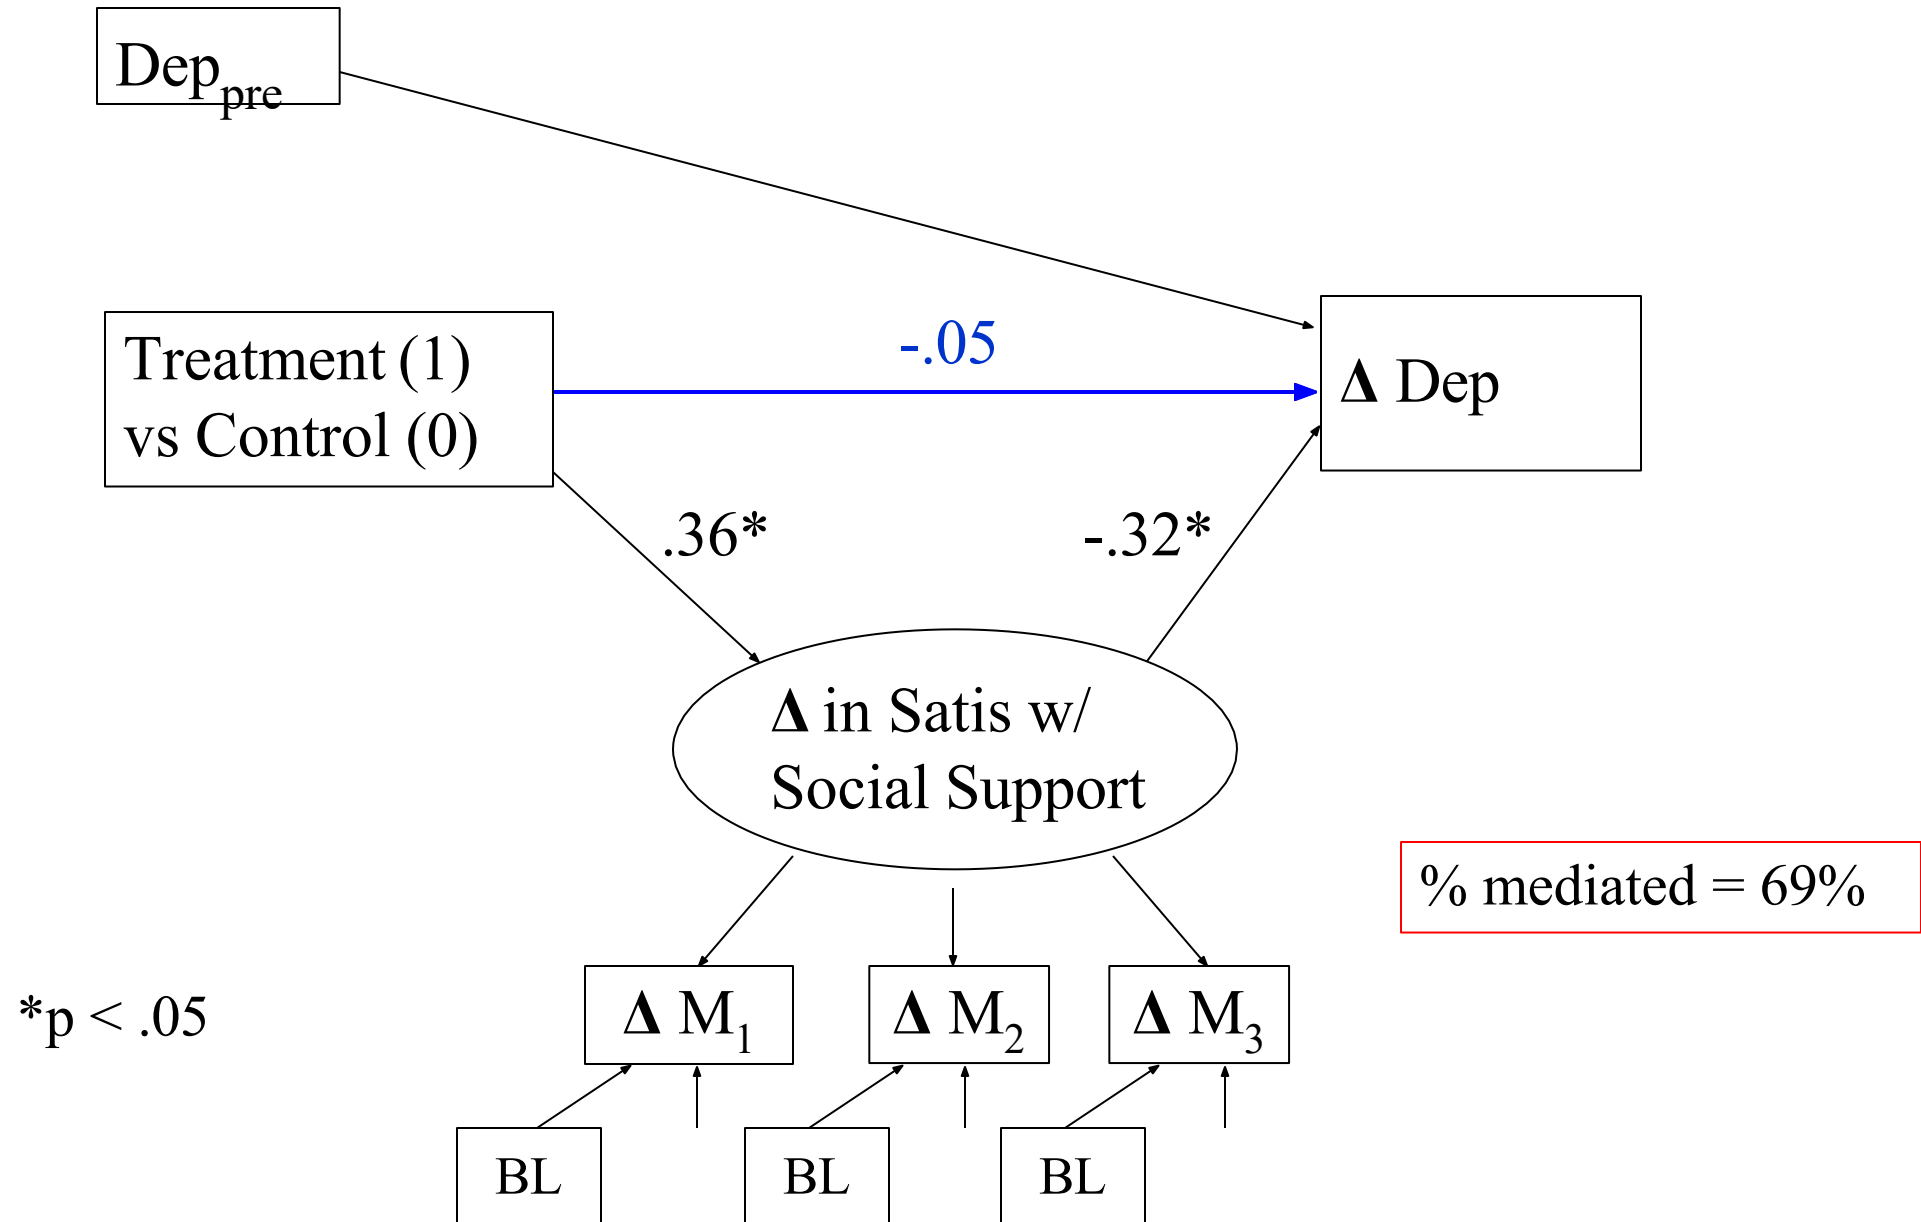 Dep_pre
-.05
Treatment (1)
vs Control (0)
Δ Dep
.36*
-.32*
Δ in Satis w/
Social Support
% mediated = 69%
*p < .05
Δ M₁
Δ M₂
Δ M₃
BL
BL
BL